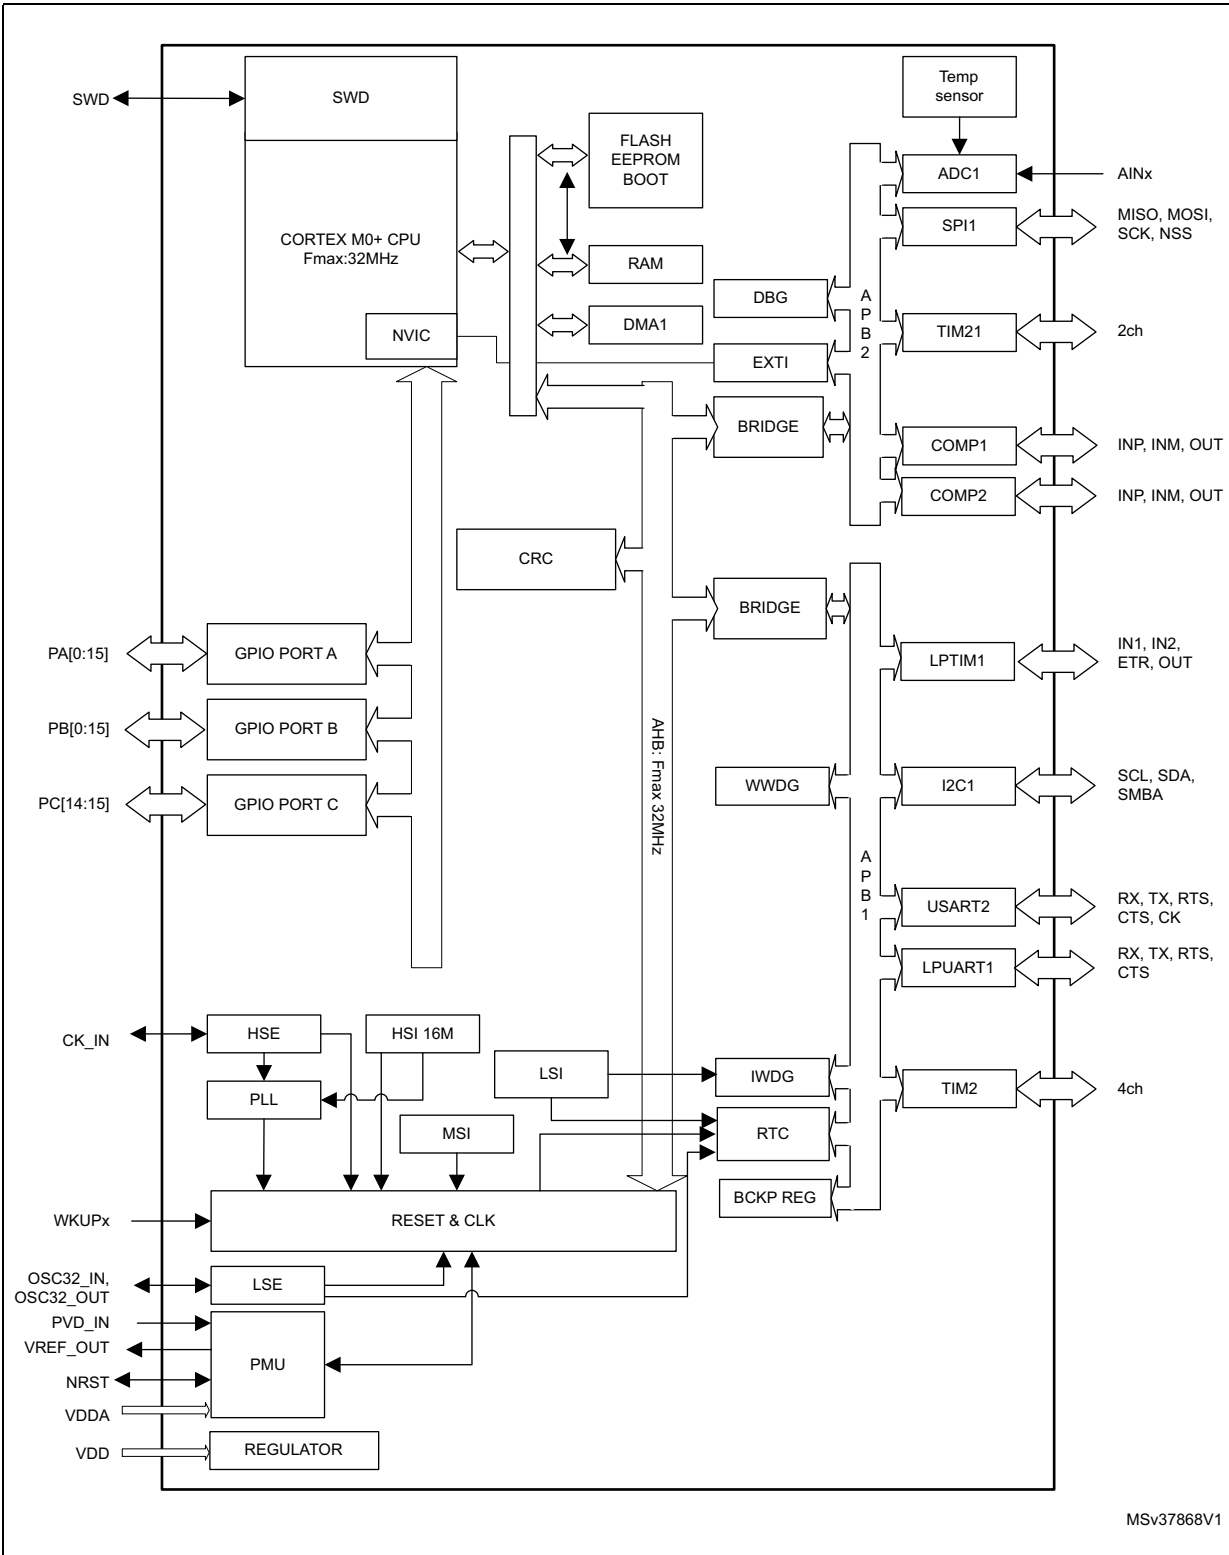 SWD
SWD
CORTEX M0+ CPU
Fmax:32MHz
NVIC
FLASH
EEPROM
BOOT
RAM
DMA1
Temp
sensor
ADC1
AINx
SPI1
MISO, MOSI,
SCK, NSS
DBG
A
P
B
2
TIM21
2ch
EXTI
BRIDGE
COMP1
INP, INM, OUT
COMP2
INP, INM, OUT
CRC
BRIDGE
LPTIM1
IN1, IN2,
ETR, OUT
PA[0:15]
GPIO PORT A
PB[0:15]
GPIO PORT B
PC[14:15]
GPIO PORT C
AHB: Fmax 32MHz
WWDG
I2C1
SCL, SDA,
SMBA
A
P
B
1
USART2
RX, TX, RTS,
CTS, CK
LPUART1
RX, TX, RTS,
CTS
CK_IN
HSE
HSI 16M
PLL
MSI
LSI
IWDG
RTC
BCKP REG
TIM2
4ch
WKUPx
RESET & CLK
OSC32_IN,
OSC32_OUT
LSE
PVD_IN
VREF_OUT
PMU
NRST
VDDA
VDD
REGULATOR
MSv37868V1